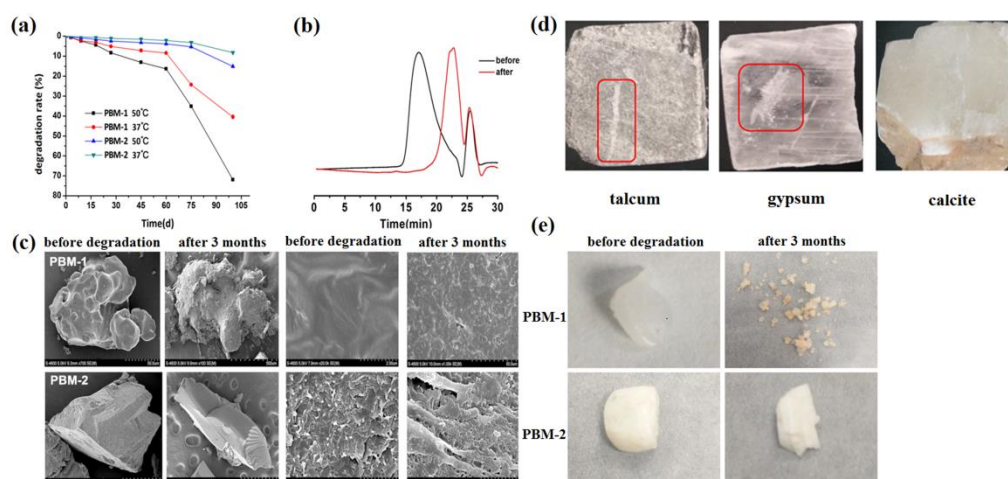 (a)
0
10
20
30
40
50
60
70
80
degradation rate (%)
PBM-1 50°C
PBM-1 37°C
PBM-2 50°C
PBM-2 37°C
0 15 30 45 60 75 90 105
Time(d)
(b)
before
after
0 5 10 15 20 25 30
Time(min)
(c)
before degradation after 3 months before degradation after 3 months
PBM-1
PBM-2
(d)
talcum gypsum calcite
(e)
before degradation after 3 months
PBM-1
PBM-2